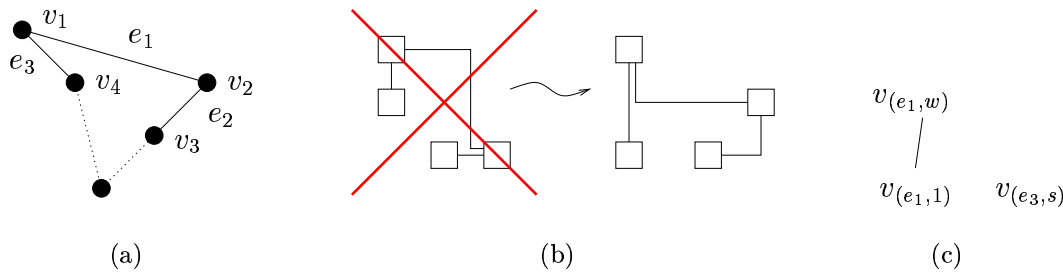 v₁
e₁
e₃
v₄
v₂
e₂
v₃
v₍e₁,w₎
v₍e₁,1₎ v₍e₃,s₎
(a) (b) (c)